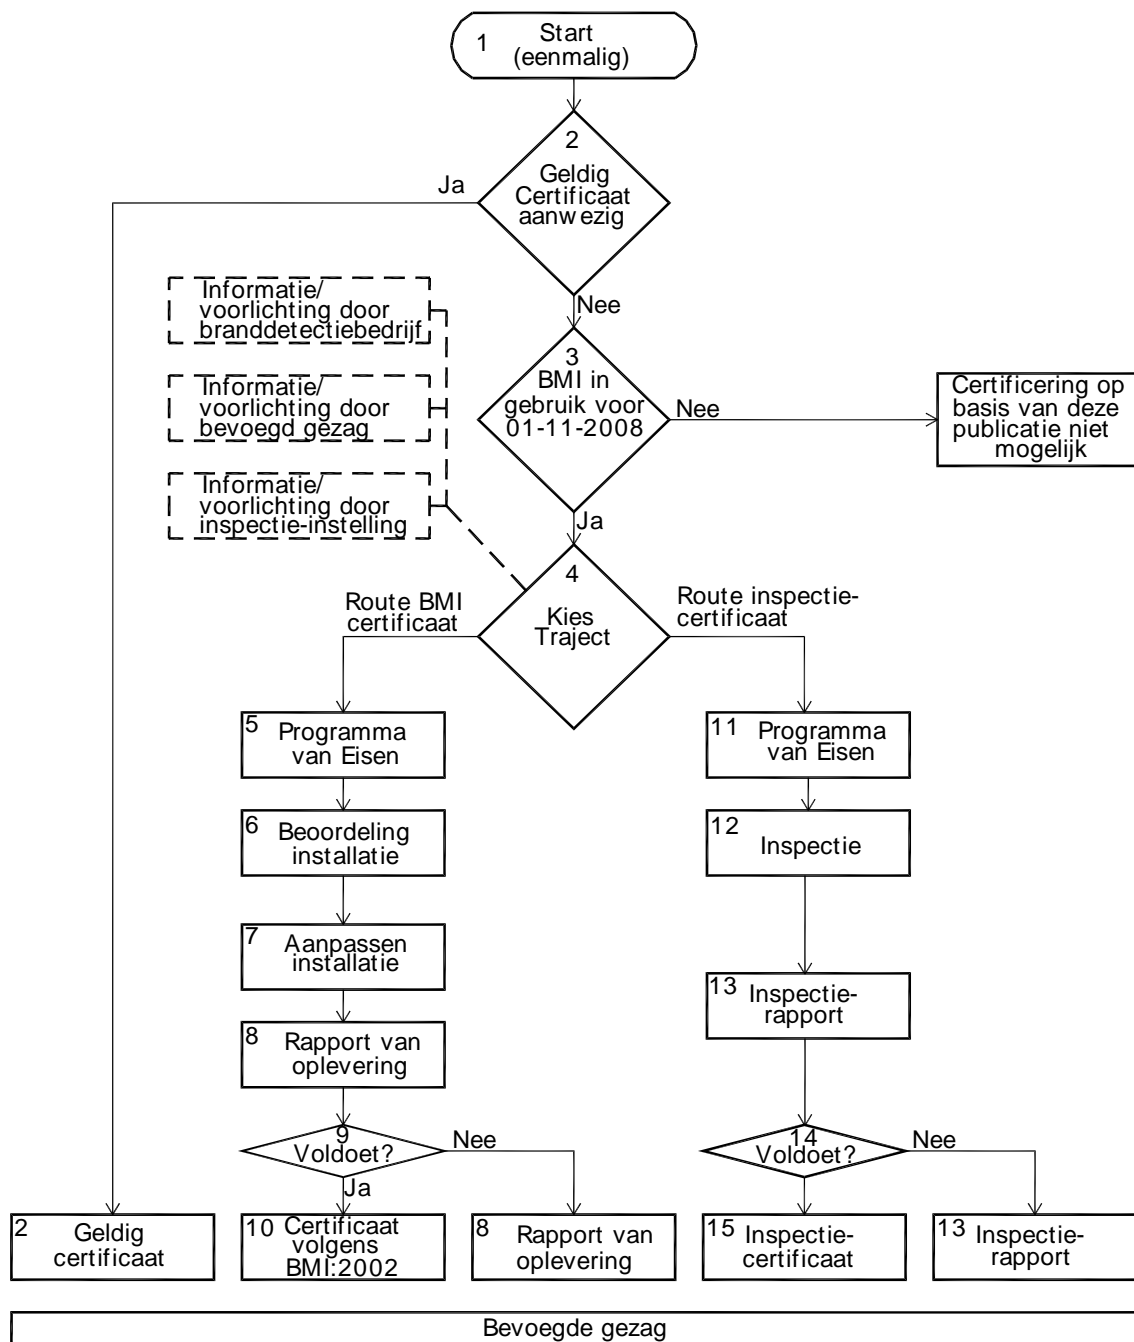 1
Start
(eenmalig)
2
Geldig
Certificaat
aanwezig
Ja
Nee
Informatie/
voorlichting door
branddetectiebedrijf
Informatie/
voorlichting door
bevoegd gezag
Informatie/
voorlichting door
inspectie-instelling
3
BMI in
gebruik voor
01-11-2008
Nee
Certificering op
basis van deze
publicatie niet
mogelijk
Ja
4
Kies
Traject
Route BMI
certificaat
Route inspectie-
certificaat
5
Programma
van Eisen
11
Programma
van Eisen
6
Beoordeling
installatie
12
Inspectie
7
Aanpassen
installatie
13
Inspectie-
rapport
8
Rapport van
oplevering
9
Voldoet?
Nee
Ja
14
Voldoet?
Nee
2
Geldig
certificaat
10
Certificaat
volgens
BMI:2002
8
Rapport van
oplevering
15
Inspectie-
certificaat
13
Inspectie-
rapport
Bevoegde gezag